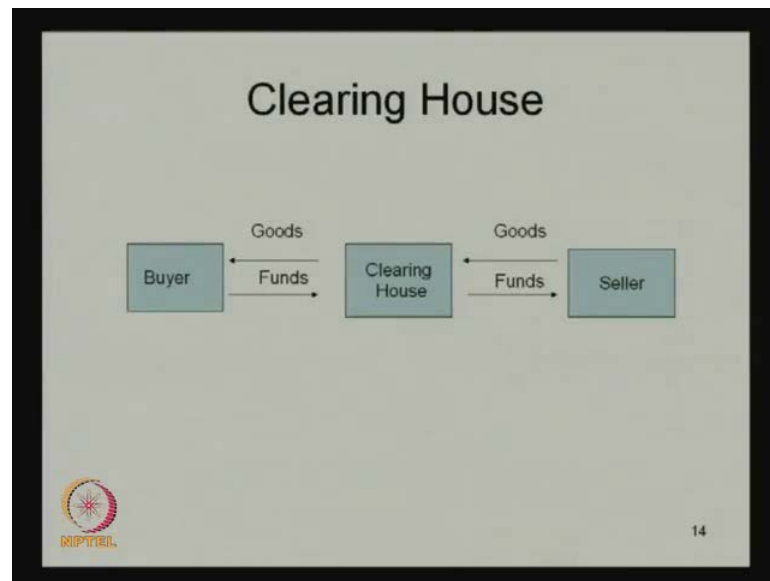 Clearing House
Goods
Goods
Buyer
Funds
Clearing
House
Funds
Seller
NPTEL
14